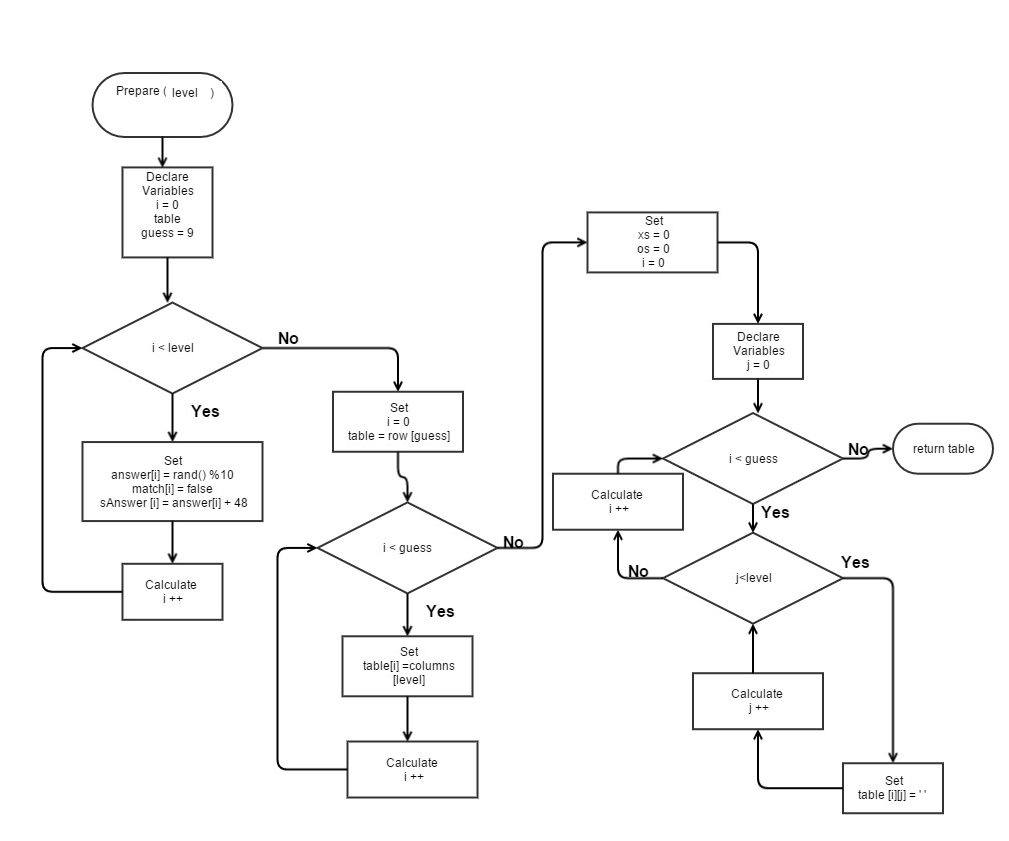 Prepare ( level )
Declare
Variables
i = 0
table
guess = 9
i < level
No
Yes
Set
answer[i] = rand() %10
match[i] = false
sAnswer [i] = answer[i] + 48
Calculate
i ++
Set
i = 0
table = row [guess]
i < guess
No
Yes
Set
table[i] =columns
[level]
Calculate
i ++
Set
xs = 0
os = 0
i = 0
Declare
Variables
j = 0
i < guess
No
return table
Yes
Calculate
i ++
j<level
No
Yes
Calculate
j ++
Set
table [i][j] = ' '